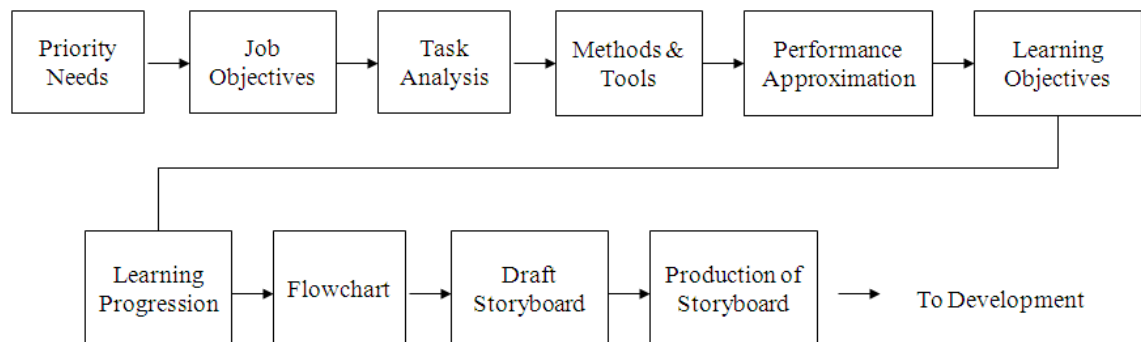 Priority
Needs
Job
Objectives
Task
Analysis
Methods &
Tools
Performance
Approximation
Learning
Objectives
Learning
Progression
Flowchart
Draft
Storyboard
Production of
Storyboard
To Development